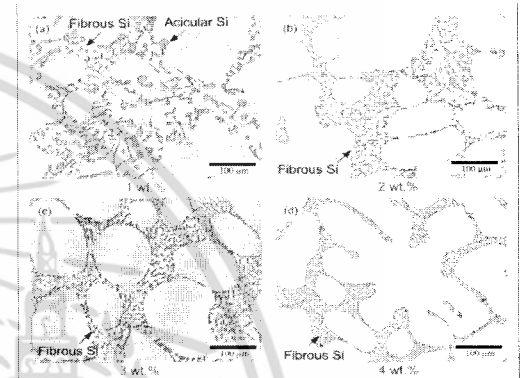 (a) Fibrous Si Acicular Si
100 µm
1 wt.%
(b)
Fibrous Si
100 µm
2 wt.%
(c)
Fibrous Si
100 µm
3 wt.%
(d)
Fibrous Si
100 µm
4 wt.%